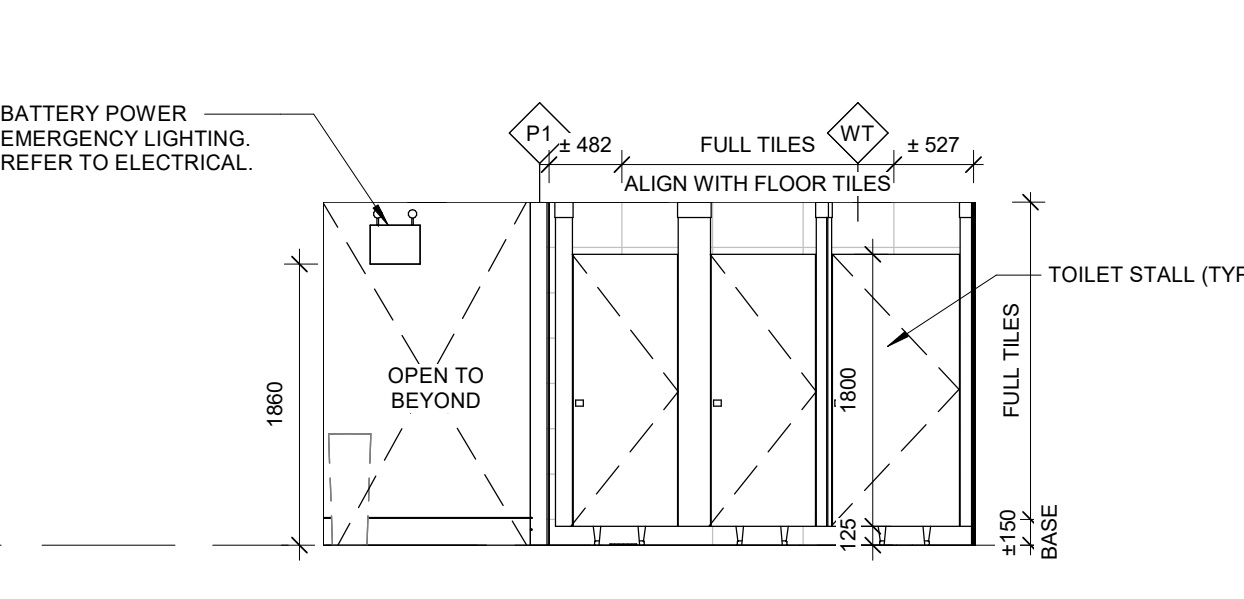 BATTERY POWER
EMERGENCY LIGHTING.
REFER TO ELECTRICAL.
P1
± 482
FULL TILES
WT
± 527
ALIGN WITH FLOOR TILES
TOILET STALL (TYP
OPEN TO
BEYOND
1860
1800
125
FULL TILES
±150
BASE